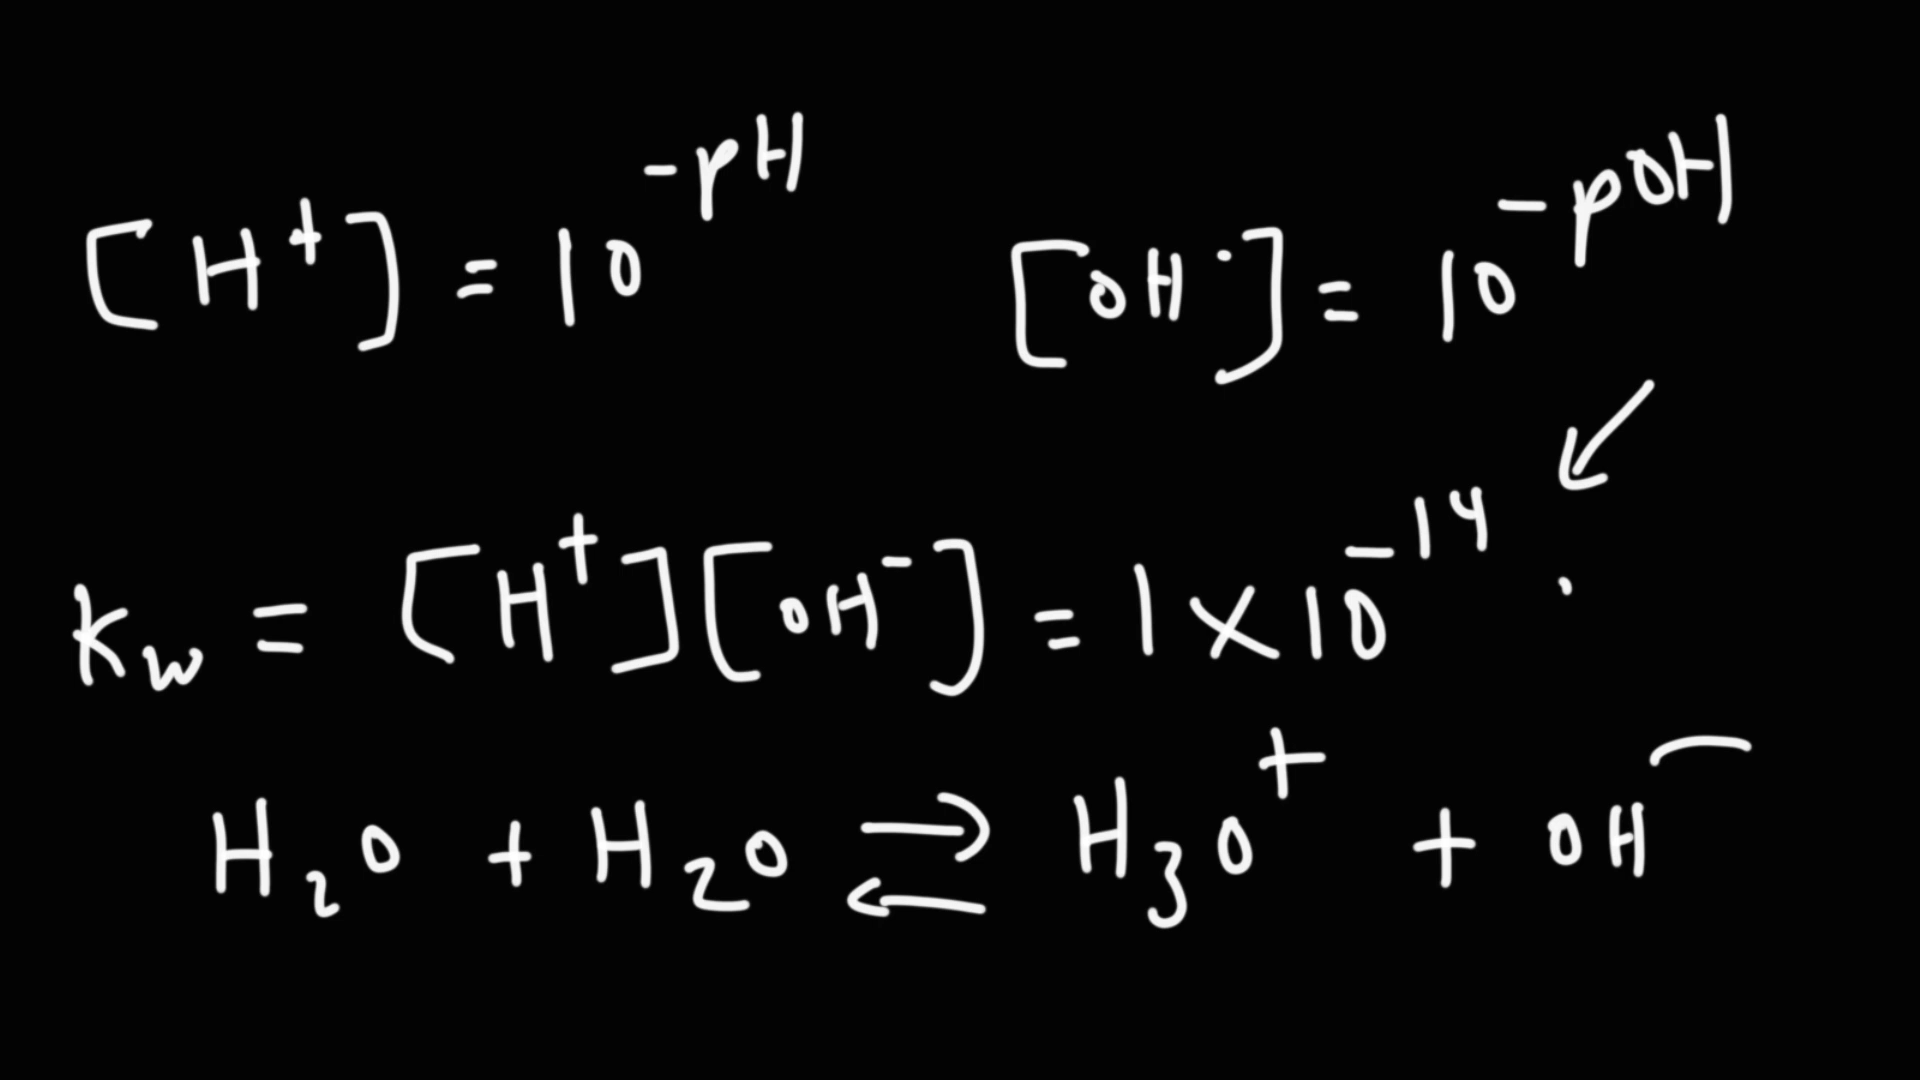 [H⁺] = 10⁻ᵖᴴ [OH⁻] = 10⁻ᵖᴼᴴ
Kw = [H⁺][OH⁻] = 1 × 10⁻¹⁴
H₂O + H₂O ⇌ H₃O⁺ + OH⁻